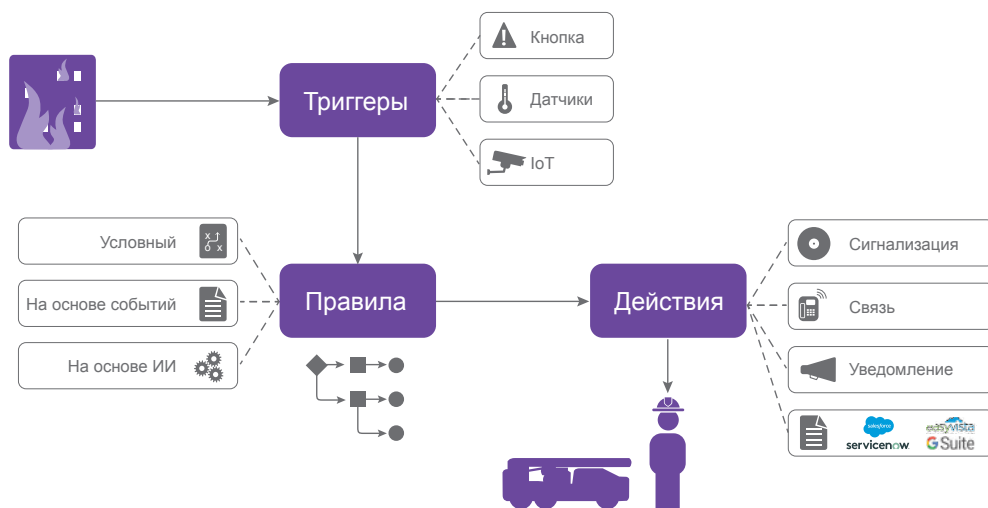 Кнопка
Триггеры
Датчики
IoT
Условный
На основе событий
На основе ИИ
Правила
Действия
Сигнализация
Связь
Уведомление
salesforce
servicenow
easyvista
G Suite